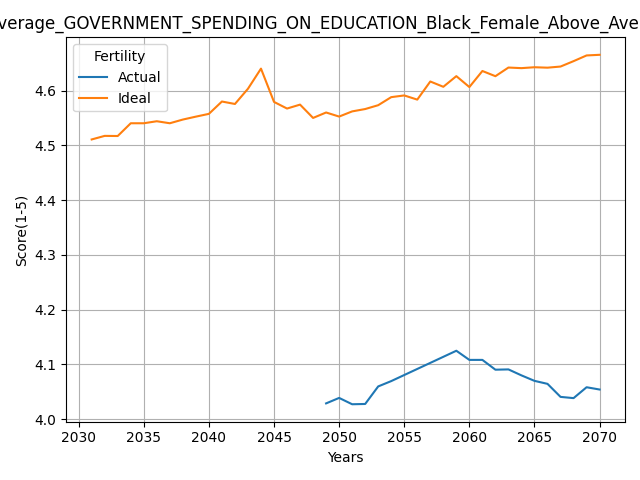 verage_GOVERNMENT_SPENDING_ON_EDUCATION_Black_Female_Above_Ave
Fertility
Actual
Ideal
Score(1-5)
4.6
4.5
4.4
4.3
4.2
4.1
4.0
2030 2035 2040 2045 2050 2055 2060 2065 2070
Years